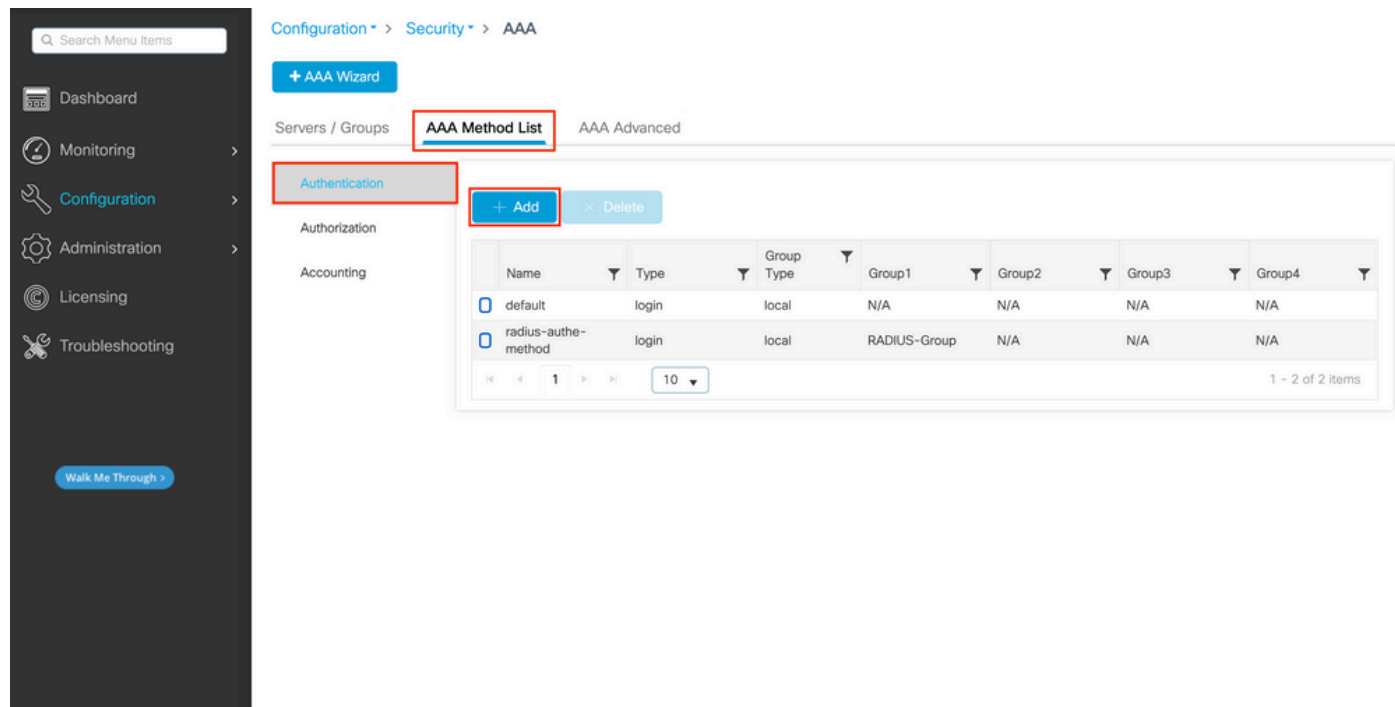 Search Menu Items
Dashboard
Monitoring
Configuration
Administration
Licensing
Troubleshooting
Walk Me Through >
Configuration > Security > AAA
+ AAA Wizard
Servers / Groups AAA Method List AAA Advanced
Authentication
Authorization
Accounting
+ Add × Delete
Name Type Group Type Group1 Group2 Group3 Group4
default login local N/A N/A N/A N/A
radius-authe-
method login local RADIUS-Group N/A N/A N/A
1 10 1 - 2 of 2 items